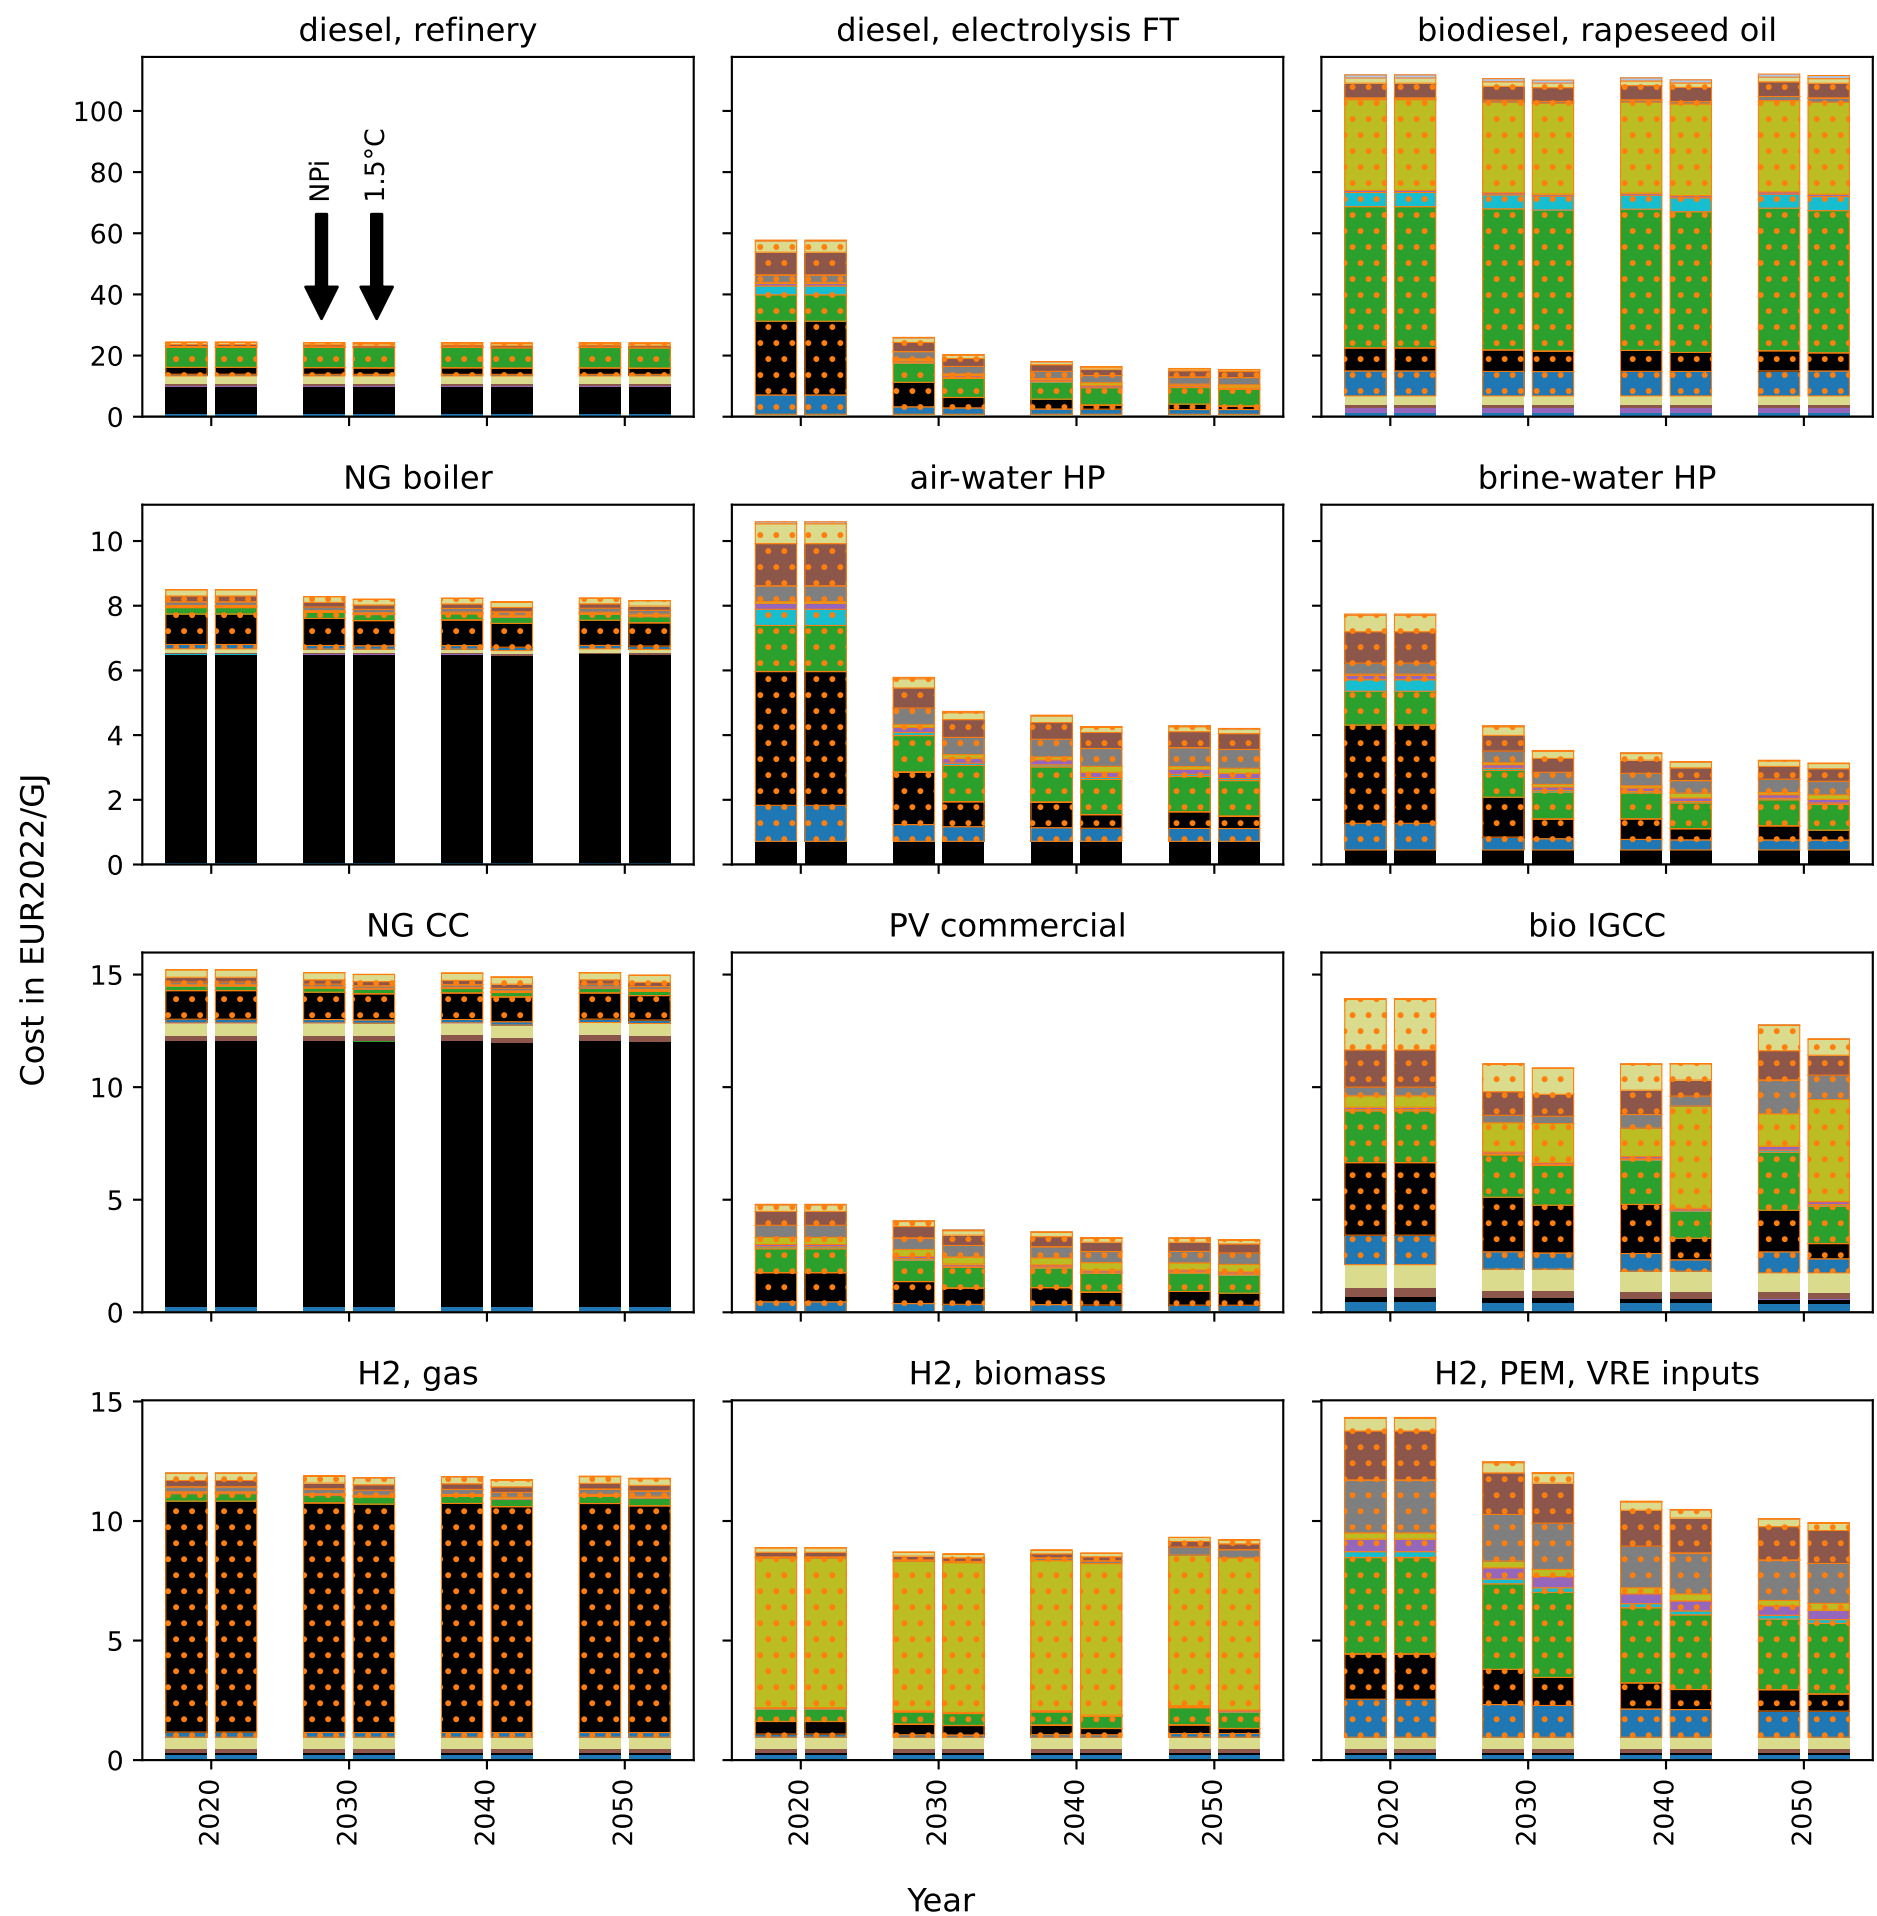 diesel, refinery
diesel, electrolysis FT
biodiesel, rapeseed oil
100
80
60
40
20
0
NPi
1.5°C
NG boiler
air-water HP
brine-water HP
10
8
6
4
2
0
Cost in EUR2022/GJ
NG CC
PV commercial
bio IGCC
15
10
5
0
H2, gas
H2, biomass
H2, PEM, VRE inputs
15
10
5
0
2020
2030
2040
2050
2020
2030
2040
2050
2020
2030
2040
2050
Year